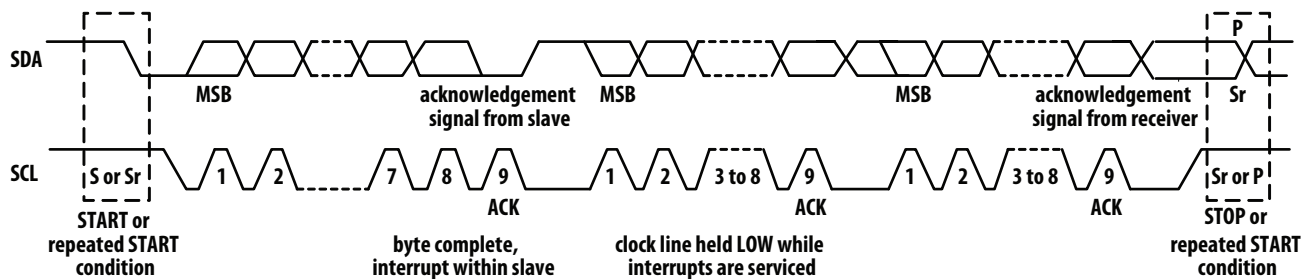 P
SDA
MSB
acknowledgement
signal from slave
MSB
MSB
acknowledgement
signal from receiver
Sr
SCL
S or Sr
1
2
7
8
9
1
2
3 to 8
9
1
2
3 to 8
9
Sr or P
ACK
ACK
ACK
START or
repeated START
condition
byte complete,
interrupt within slave
clock line held LOW while
interrupts are serviced
STOP or
repeated START
condition